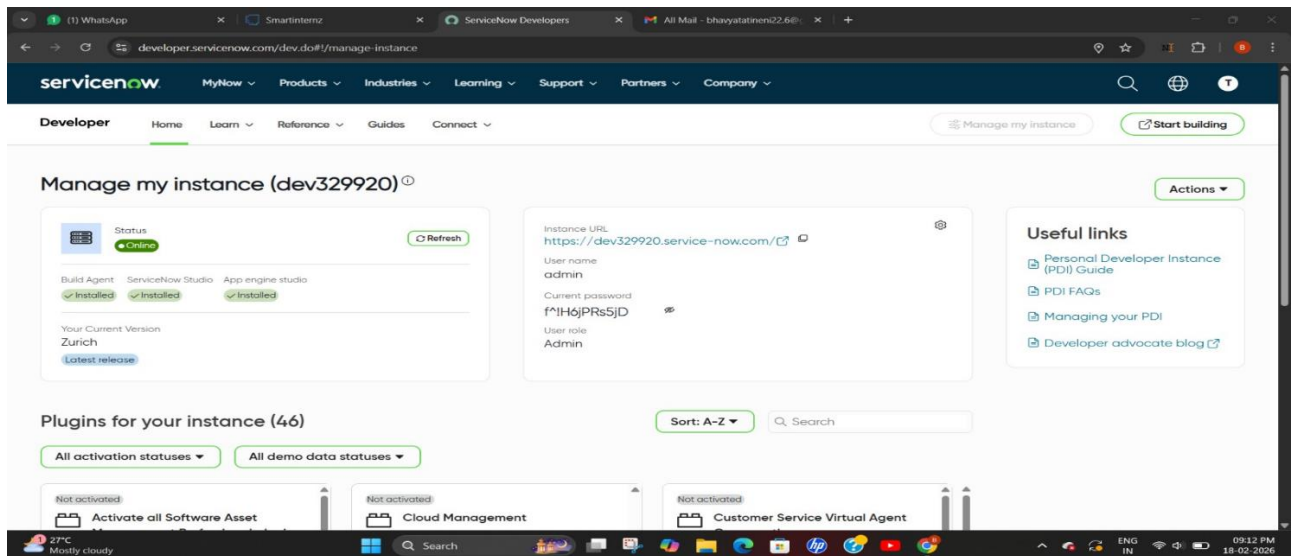 (1) WhatsApp
Smartinternz
ServiceNow Developers
All Mail - bhavyatatineni22.6@
developer.servicenow.com/dev.do#!/manage-instance
B
servicenow
MyNow
Products
Industries
Learning
Support
Partners
Company
T
Developer
Home
Learn
Reference
Guides
Connect
Manage my instance
Start building
Manage my instance (dev329920)
Actions
Status
Online
Refresh
Build Agent ServiceNow Studio App engine studio
Installed Installed Installed
Your Current Version
Zurich
Latest release
Instance URL
https://dev329920.service-now.com/
User name
admin
Current password
f^!H6jPRs5jD
User role
Admin
Useful links
Personal Developer Instance
(PDI) Guide
PDI FAQs
Managing your PDI
Developer advocate blog
Plugins for your instance (46)
Sort: A-Z
Search
All activation statuses
All demo data statuses
Not activated
Activate all Software Asset
Not activated
Cloud Management
Not activated
Customer Service Virtual Agent
27°C
Mostly cloudy
Search
ENG
IN
09:12 PM
18-02-2026